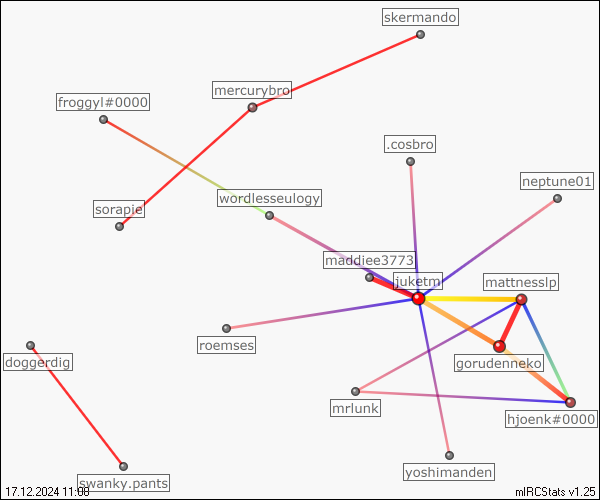 skermando
mercurybro
froggyl#0000
.cosbro
neptune01
wordlesseulogy
sorapie
maddiee3773
juketm
mattnesslp
roemses
doggerdig
gorudenneko
mrlunk
hjoenk#0000
yoshimanden
swanky.pants
17.12.2024 11:08
mIRCStats v1.25